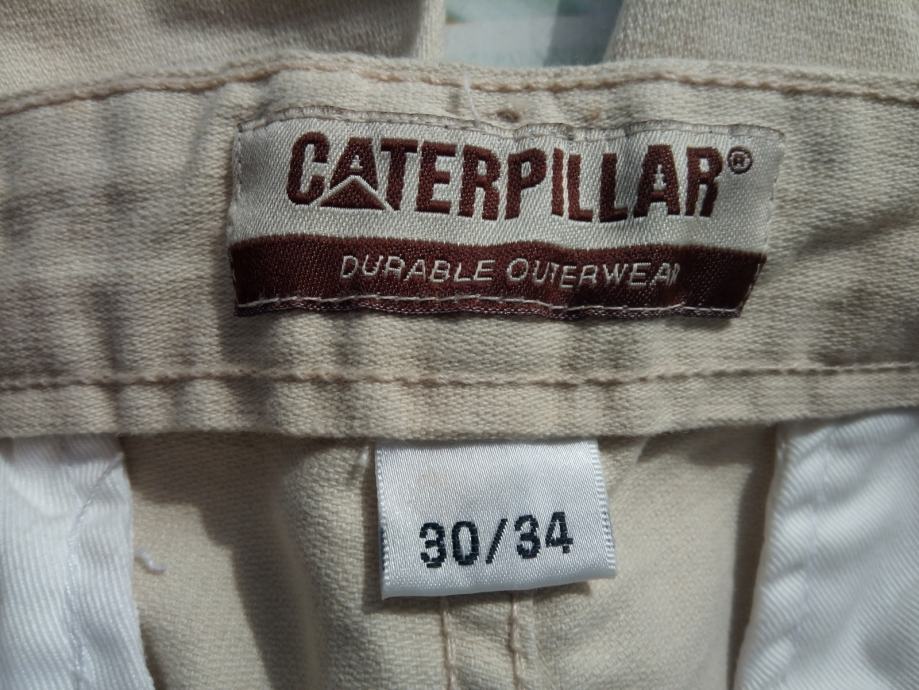 CATERPILLAR®
DURABLE OUTERWEAR
30/34